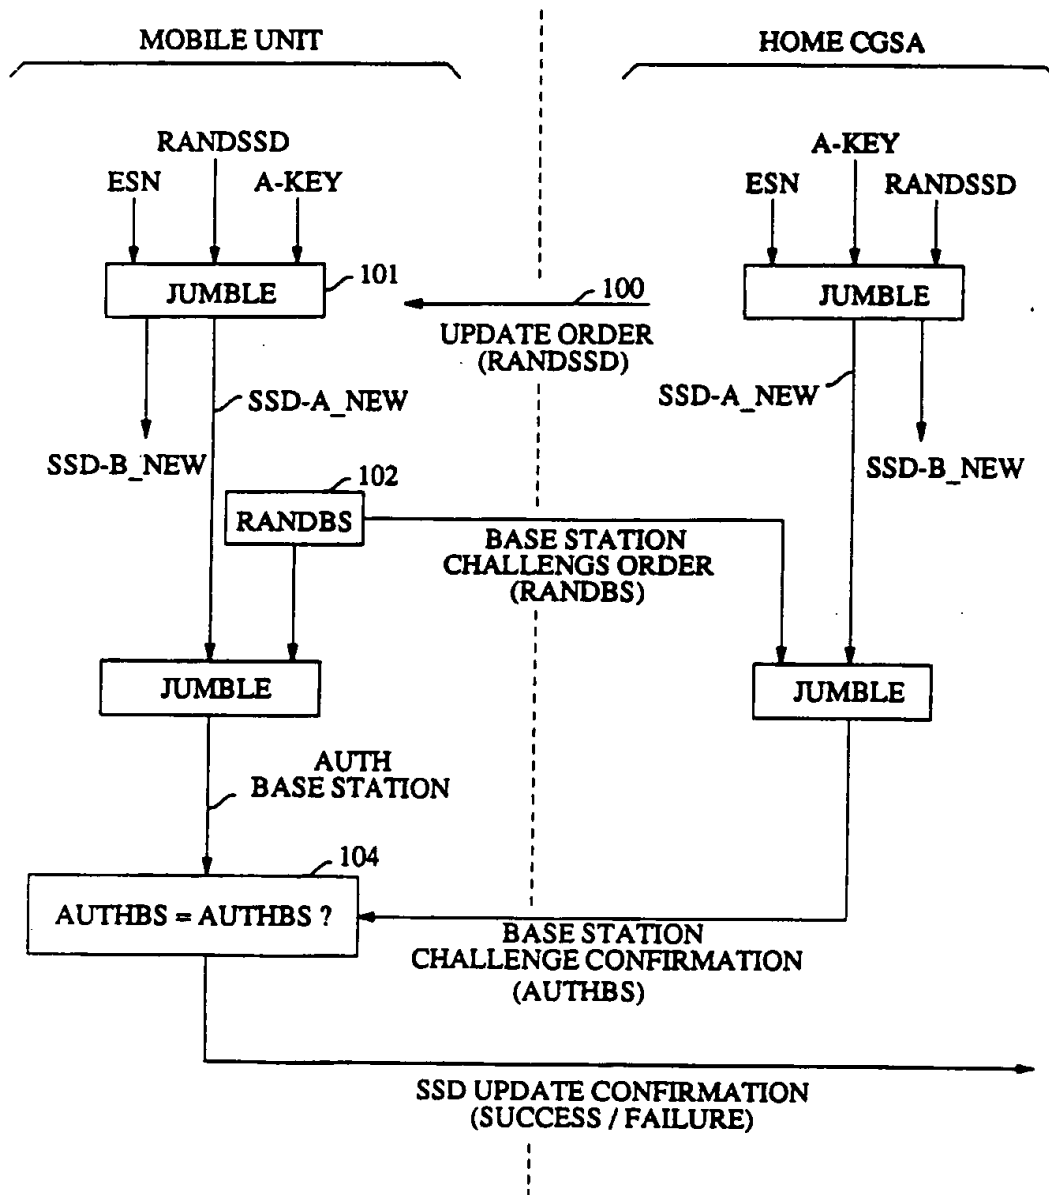 MOBILE UNIT
HOME CGSA
RANDSSD
A-KEY
ESN
A-KEY
ESN
RANDSSD
JUMBLE
101
100
JUMBLE
UPDATE ORDER
(RANDSSD)
SSD-A_NEW
SSD-A_NEW
SSD-B_NEW
SSD-B_NEW
102
RANDBS
BASE STATION
CHALLENGS ORDER
(RANDBS)
JUMBLE
JUMBLE
AUTH
BASE STATION
104
AUTHBS = AUTHBS ?
BASE STATION
CHALLENGE CONFIRMATION
(AUTHBS)
SSD UPDATE CONFIRMATION
(SUCCESS / FAILURE)